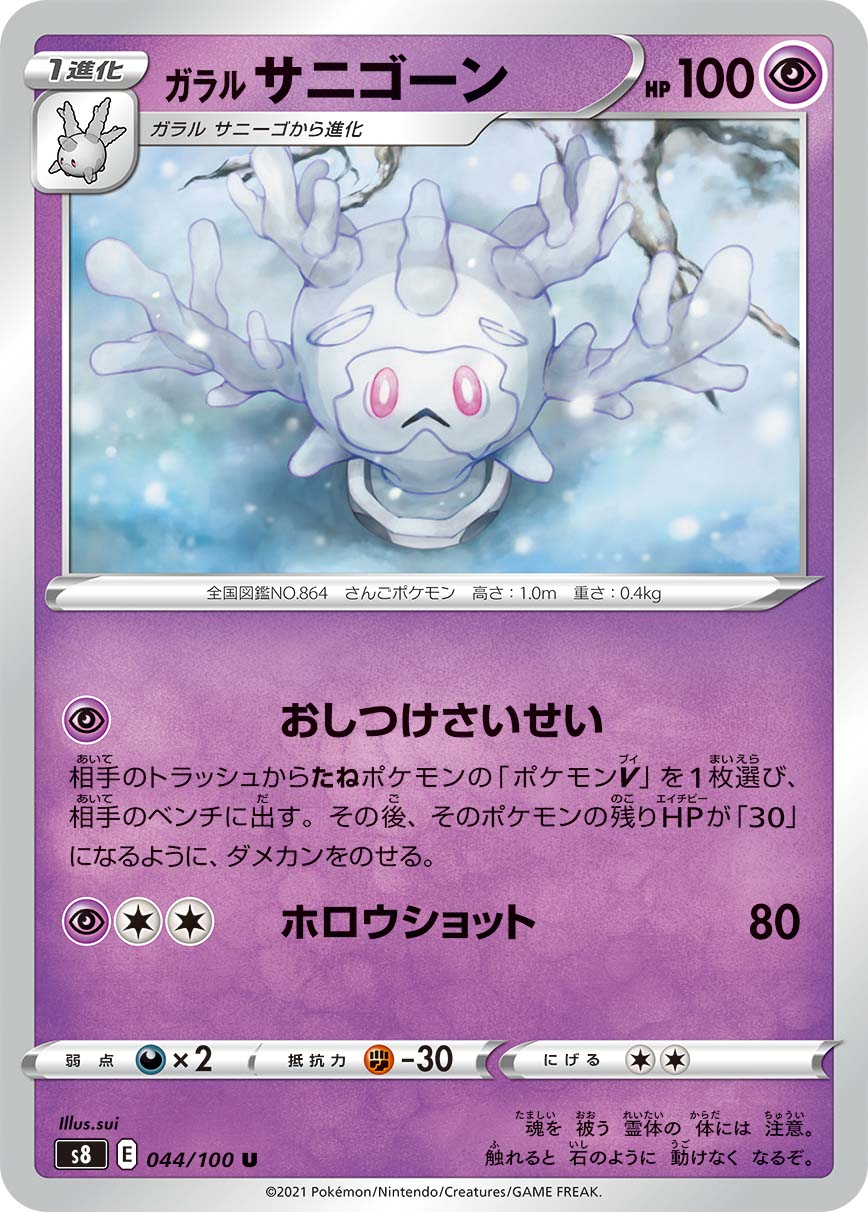 1進化
ガラル サニゴーン
HP 100
ガラル サニーゴから進化
全国図鑑NO.864 さんごポケモン 高さ：1.0m 重さ：0.4kg
おしつけさいせい
相手のトラッシュからたねポケモンの「ポケモンV」を1枚選び、
相手のベンチに出す。その後、そのポケモンの残りHPが「30」
になるように、ダメカンをのせる。
ホロウショット 80
弱点 ×2 抵抗力 -30 にげる
Illus.sui
魂を 被う 霊体の 体には 注意。
触れると 石のように 動けなく なるぞ。
s8 E 044/100 U
©2021 Pokémon/Nintendo/Creatures/GAME FREAK.